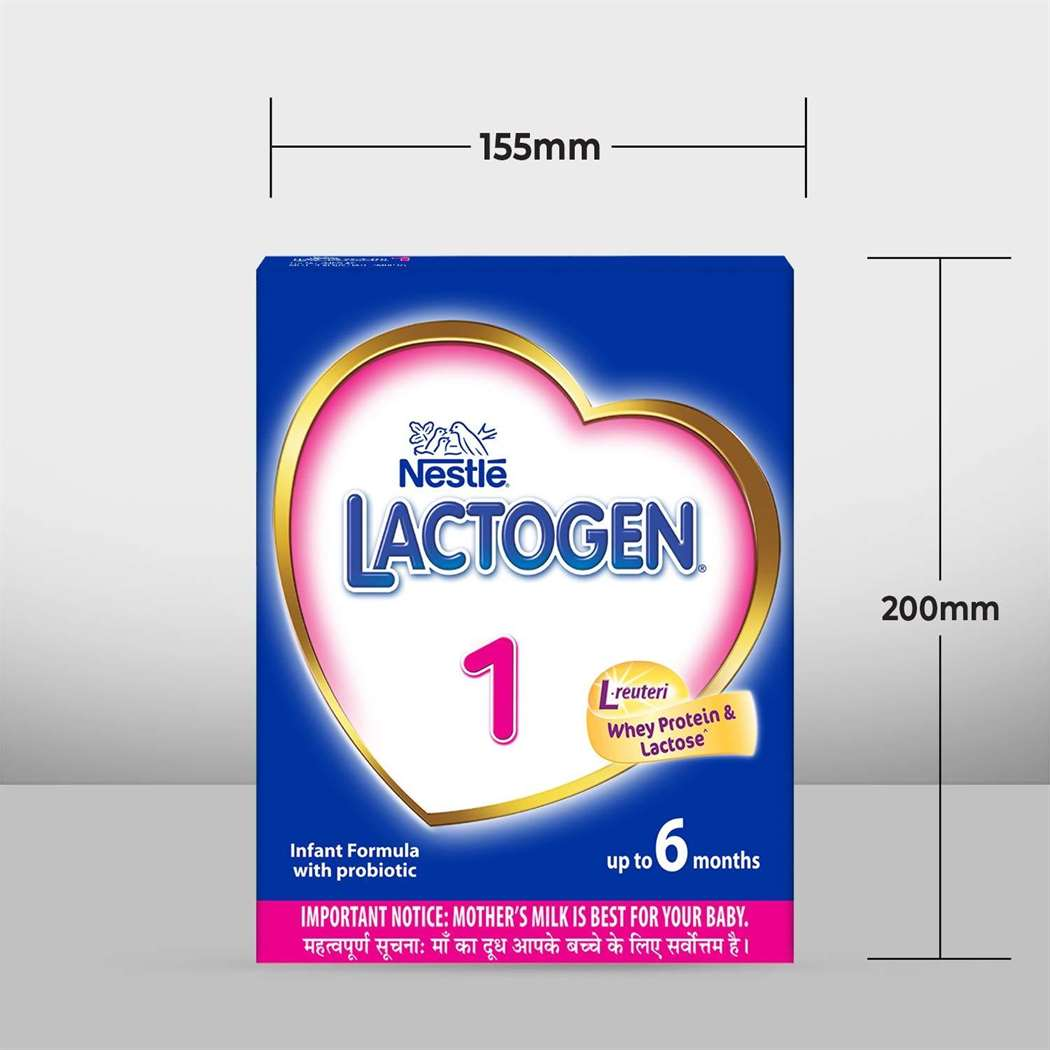 155mm
200mm
Nestlé
LACTOGEN
1
L-reuteri
Whey Protein &
Lactose^
Infant Formula
with probiotic
up to 6 months
IMPORTANT NOTICE: MOTHER'S MILK IS BEST FOR YOUR BABY.
महत्वपूर्ण सूचना: माँ का दूध आपके बच्चे के लिए सर्वोत्तम है।